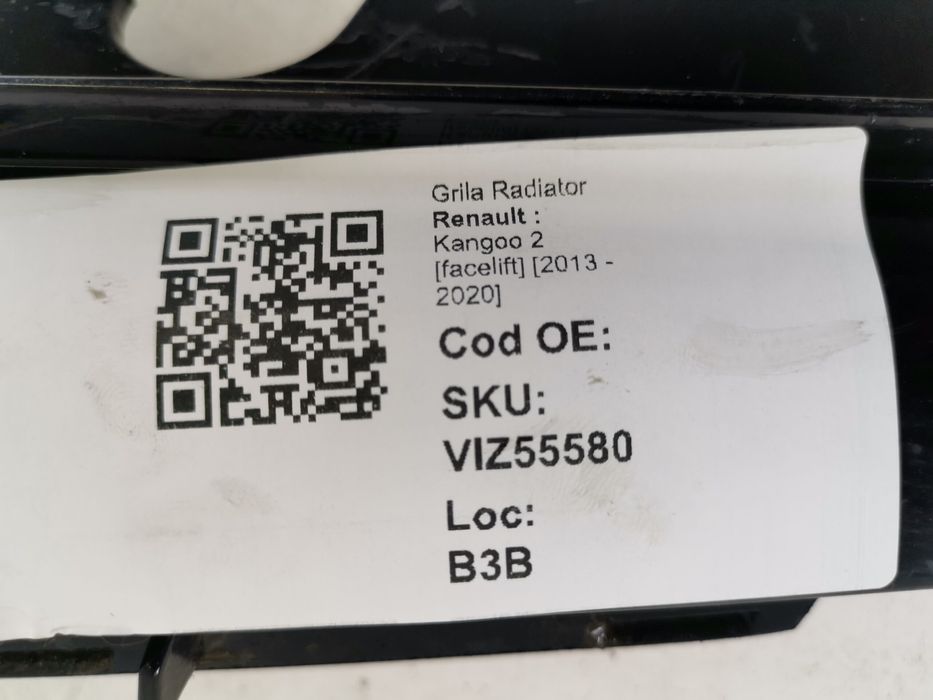 Grila Radiator
Renault :
Kangoo 2
[facelift] [2013 -
2020]
Cod OE:
SKU:
VIZ55580
Loc:
B3B